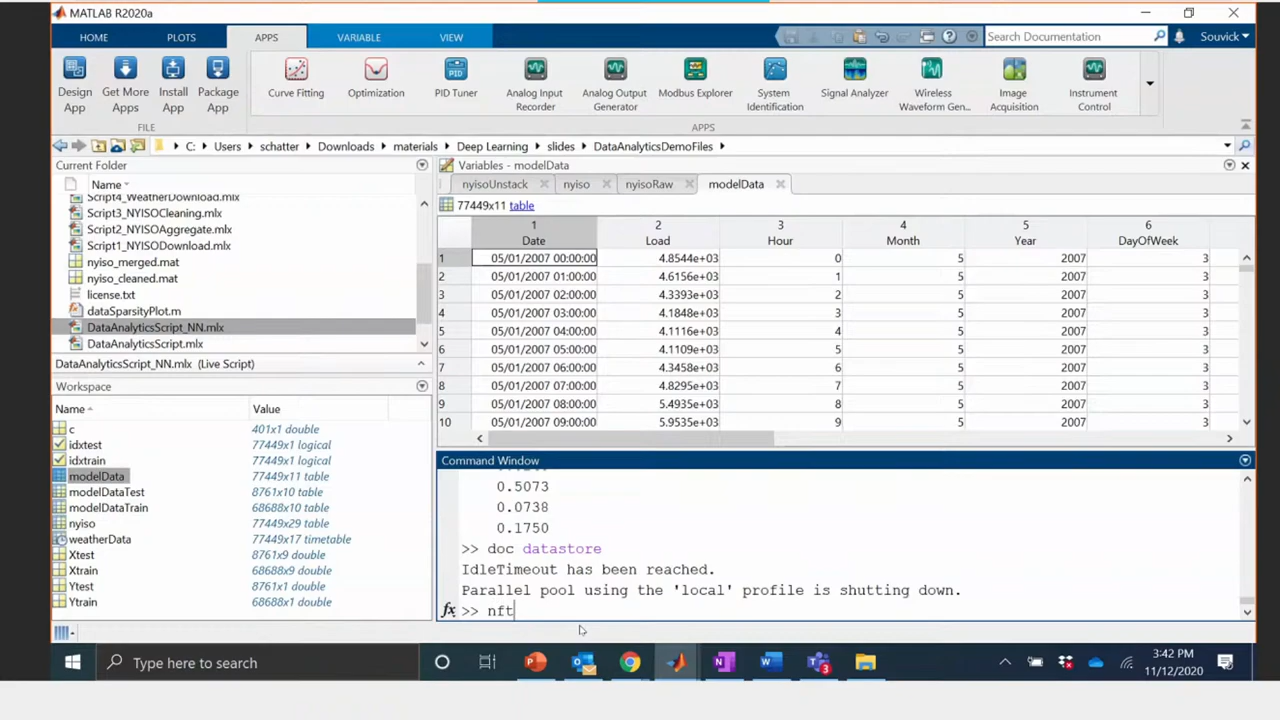 MATLAB R2020a
HOME PLOTS APPS VARIABLE VIEW Search Documentation Souvick
Design App Get More Apps Install App Package App Curve Fitting Optimization PID Tuner Analog Input Recorder Analog Output Generator Modbus Explorer System Identification Signal Analyzer Wireless Waveform Gen... Image Acquisition Instrument Control
FILE APPS
C: Users schatter Downloads materials Deep Learning slides DataAnalyticsDemoFiles
Current Folder
Name
Script4_WeatherDownload.mlx
Script3_NYISOCleaning.mlx
Script2_NYISOAggregate.mlx
Script1_NYISODownload.mlx
nyiso_merged.mat
nyiso_cleaned.mat
license.txt
dataSparsityPlot.m
DataAnalyticsScript_NN.mlx
DataAnalyticsScript.mlx
DataAnalyticsScript_NN.mlx (Live Script)
Workspace
Name Value
c 401x1 double
idxtest 77449x1 logical
idxtrain 77449x1 logical
modelData 77449x11 table
modelDataTest 8761x10 table
modelDataTrain 68688x10 table
nyiso 77449x29 table
weatherData 77449x17 timetable
Xtest 8761x9 double
Xtrain 68688x9 double
Ytest 8761x1 double
Ytrain 68688x1 double
Variables - modelData
nyisoUnstack nyiso nyisoRaw modelData
77449x11 table
1 2 3 4 5 6
Date Load Hour Month Year DayOfWeek
1 05/01/2007 00:00:00 4.8544e+03 0 5 2007 3
2 05/01/2007 01:00:00 4.6156e+03 1 5 2007 3
3 05/01/2007 02:00:00 4.3393e+03 2 5 2007 3
4 05/01/2007 03:00:00 4.1848e+03 3 5 2007 3
5 05/01/2007 04:00:00 4.1116e+03 4 5 2007 3
6 05/01/2007 05:00:00 4.1109e+03 5 5 2007 3
7 05/01/2007 06:00:00 4.3458e+03 6 5 2007 3
8 05/01/2007 07:00:00 4.8295e+03 7 5 2007 3
9 05/01/2007 08:00:00 5.4935e+03 8 5 2007 3
10 05/01/2007 09:00:00 5.9535e+03 9 5 2007 3
Command Window
0.5073
0.0738
0.1750
>> doc datastore
IdleTimeout has been reached.
Parallel pool using the 'local' profile is shutting down.
fx >> nft
Type here to search
3:42 PM
11/12/2020